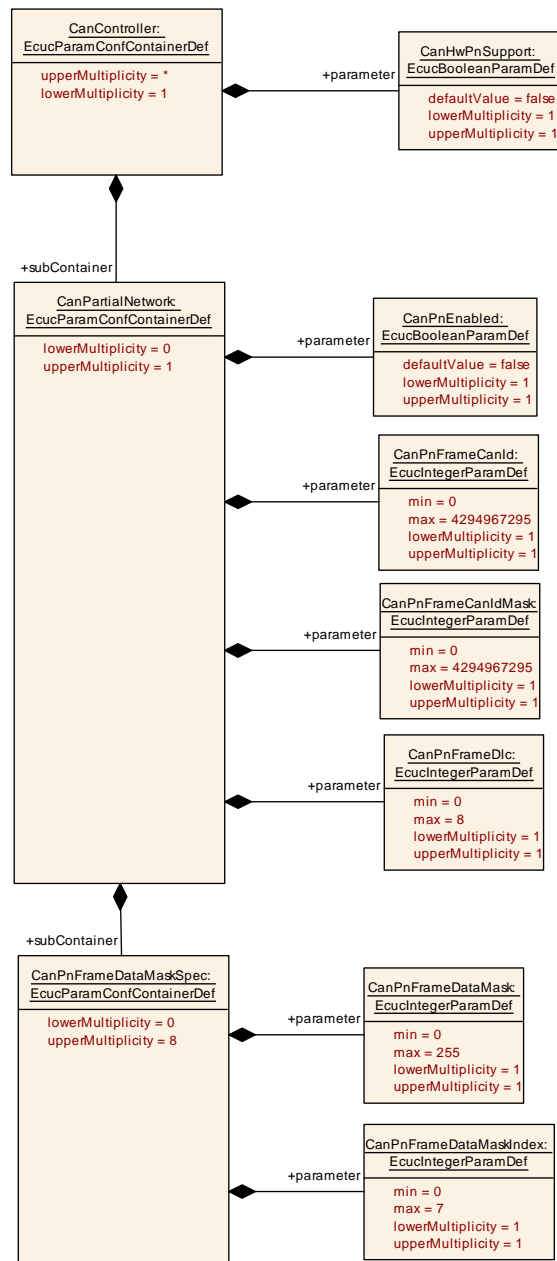 CanController:
EcucParamConfContainerDef
upperMultiplicity = *
lowerMultiplicity = 1
+parameter
CanHwPnSupport:
EcucBooleanParamDef
defaultValue = false
lowerMultiplicity = 1
upperMultiplicity = 1
+subContainer
CanPartialNetwork:
EcucParamConfContainerDef
lowerMultiplicity = 0
upperMultiplicity = 1
+parameter
CanPnEnabled:
EcucBooleanParamDef
defaultValue = false
lowerMultiplicity = 1
upperMultiplicity = 1
+parameter
CanPnFrameCanId:
EcucIntegerParamDef
min = 0
max = 4294967295
lowerMultiplicity = 1
upperMultiplicity = 1
+parameter
CanPnFrameCanIdMask:
EcucIntegerParamDef
min = 0
max = 4294967295
lowerMultiplicity = 1
upperMultiplicity = 1
+parameter
CanPnFrameDlc:
EcucIntegerParamDef
min = 0
max = 8
lowerMultiplicity = 1
upperMultiplicity = 1
+subContainer
CanPnFrameDataMaskSpec:
EcucParamConfContainerDef
lowerMultiplicity = 0
upperMultiplicity = 8
+parameter
CanPnFrameDataMask:
EcucIntegerParamDef
min = 0
max = 255
lowerMultiplicity = 1
upperMultiplicity = 1
+parameter
CanPnFrameDataMaskIndex:
EcucIntegerParamDef
min = 0
max = 7
lowerMultiplicity = 1
upperMultiplicity = 1